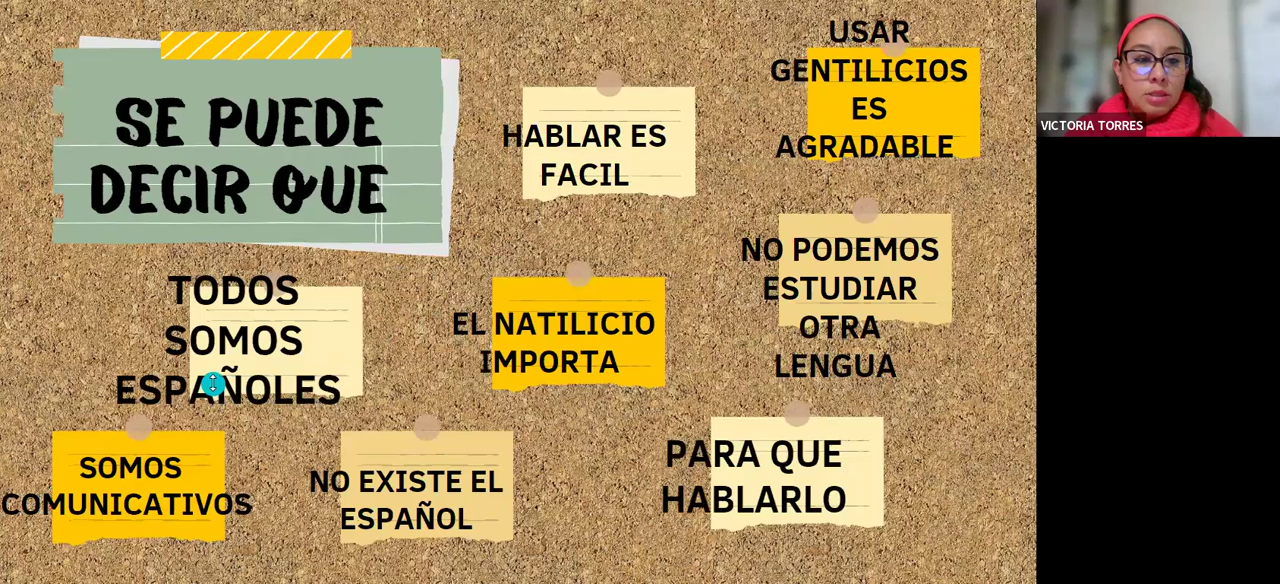 SE PUEDE
DECIR QUE
HABLAR ES
FACIL
USAR
GENTILICIOS
ES
AGRADABLE
VICTORIA TORRES
TODOS
SOMOS
ESPAÑOLES
EL NATILICIO
IMPORTA
NO PODEMOS
ESTUDIAR
OTRA
LENGUA
SOMOS
COMUNICATIVOS
NO EXISTE EL
ESPAÑOL
PARA QUE
HABLARLO